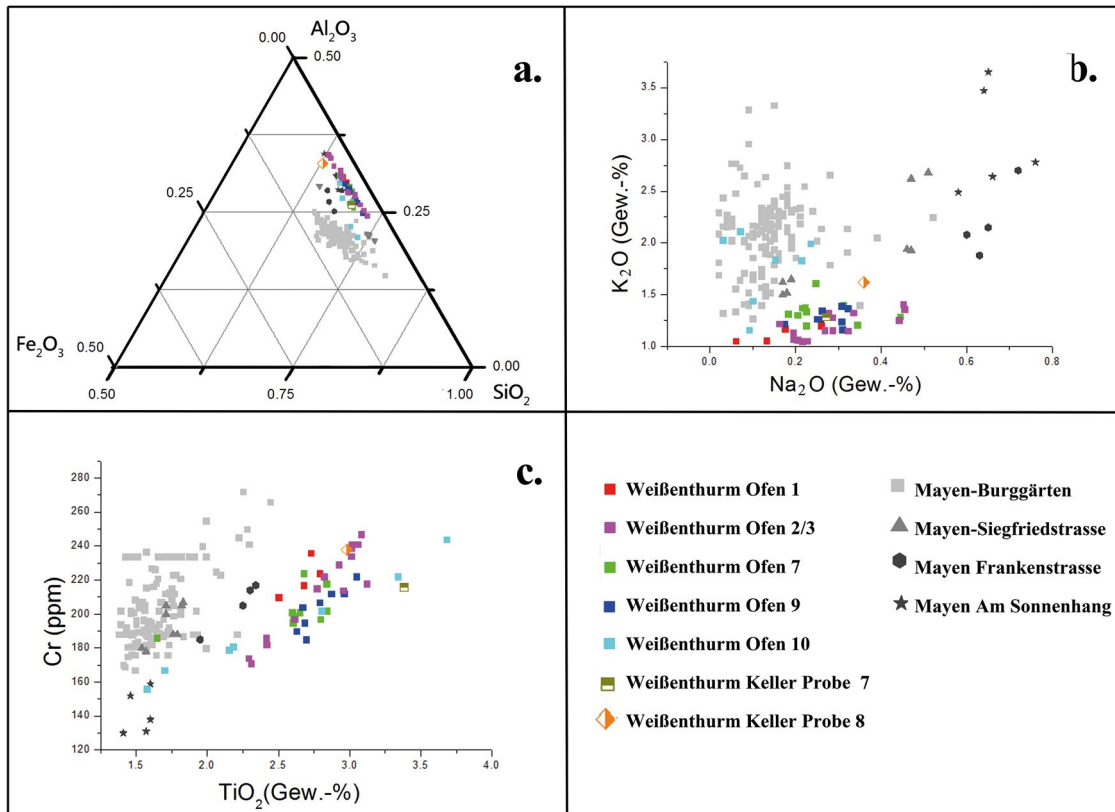 a.
0.00
Al₂O₃
0.50
0.25
0.25
Fe₂O₃
0.50
0.00
0.50
0.75
1.00
SiO₂
b.
3.5
3.0
2.5
2.0
1.5
1.0
K₂O (Gew.-%)
0.0 0.2 0.4 0.6 0.8
Na₂O (Gew.-%)
c.
280
260
240
220
200
180
160
140
120
Cr (ppm)
1.5 2.0 2.5 3.0 3.5 4.0
TiO₂(Gew.-%)
Weißenthurm Ofen 1
Weißenthurm Ofen 2/3
Weißenthurm Ofen 7
Weißenthurm Ofen 9
Weißenthurm Ofen 10
Weißenthurm Keller Probe 7
Weißenthurm Keller Probe 8
Mayen-Burggärten
Mayen-Siegfriedstrasse
Mayen Frankenstrasse
Mayen Am Sonnenhang